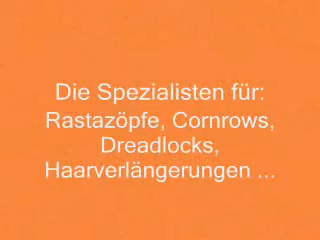 Die Spezialisten für:
Rastazöpfe, Cornrows,
Dreadlocks,
Haarverlängerungen ...